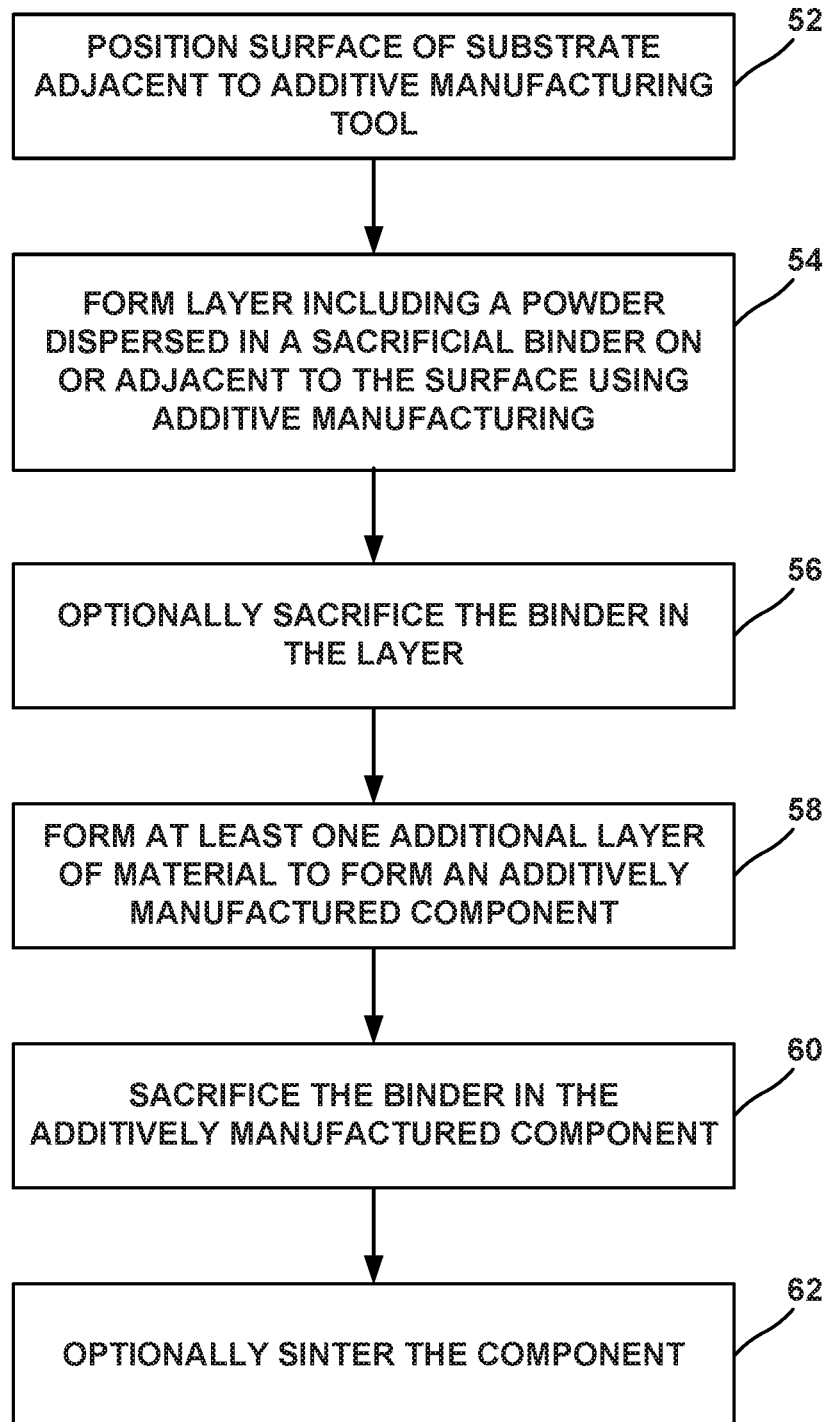 52
POSITION SURFACE OF SUBSTRATE
ADJACENT TO ADDITIVE MANUFACTURING
TOOL
54
FORM LAYER INCLUDING A POWDER
DISPERSED IN A SACRIFICIAL BINDER ON
OR ADJACENT TO THE SURFACE USING
ADDITIVE MANUFACTURING
56
OPTIONALLY SACRIFICE THE BINDER IN
THE LAYER
58
FORM AT LEAST ONE ADDITIONAL LAYER
OF MATERIAL TO FORM AN ADDITIVELY
MANUFACTURED COMPONENT
60
SACRIFICE THE BINDER IN THE
ADDITIVELY MANUFACTURED COMPONENT
62
OPTIONALLY SINTER THE COMPONENT